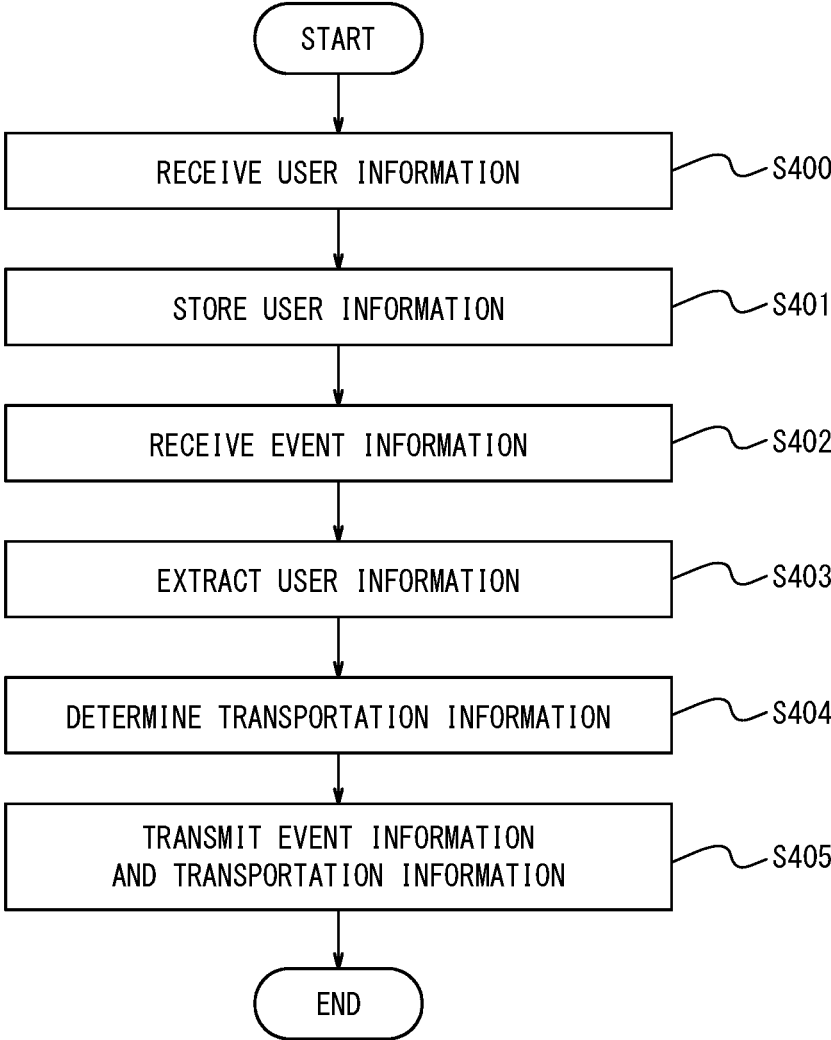 START
RECEIVE USER INFORMATION
S400
STORE USER INFORMATION
S401
RECEIVE EVENT INFORMATION
S402
EXTRACT USER INFORMATION
S403
DETERMINE TRANSPORTATION INFORMATION
S404
TRANSMIT EVENT INFORMATION
AND TRANSPORTATION INFORMATION
S405
END